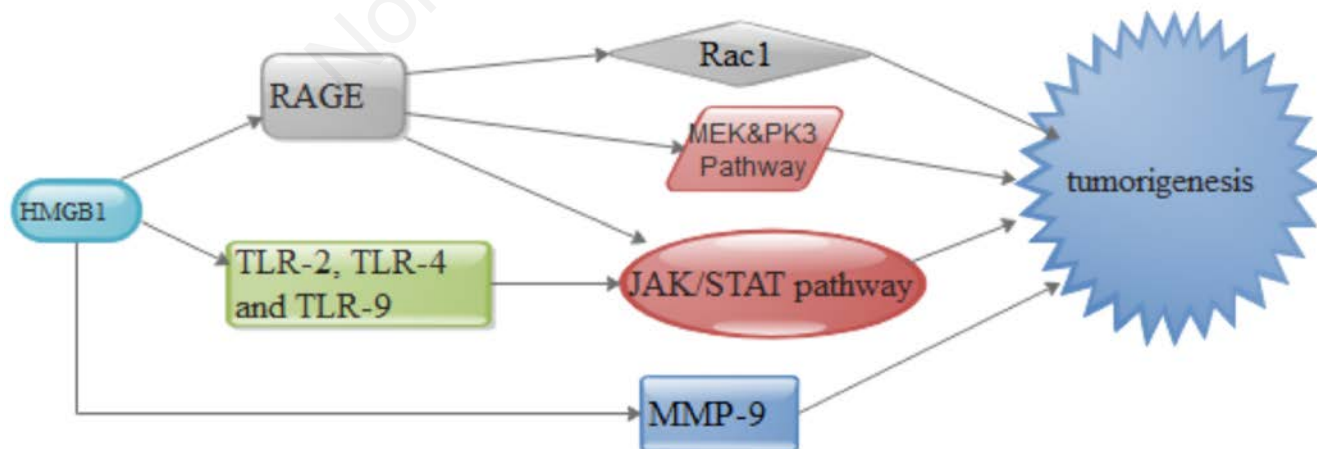 Rac1
RAGE
MEK&PK3
Pathway
tumorigenesis
HMGB1
TLR-2, TLR-4
and TLR-9
JAK/STAT pathway
MMP-9